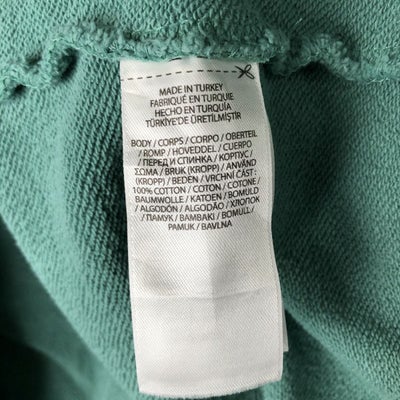 MADE IN TURKEY
FABRIQUÉ EN TURQUIE
HECHO EN TURQUÍA
TÜRKİYE'DE ÜRETİLMİŞTİR
BODY / CORPS / CORPO / OBERTEIL
/ ROMP / HOVEDDEL / CUERPO
/ ПЕРЕД И СПИНКА / КОРПУС /
ΣΩΜΑ / BRUK (KROPP) / ANVÄND
(KROPP) / BEDEN / VRCHNÍ ČÁST :
100% COTTON / COTON / COTONE /
BAUMWOLLE / KATOEN / BOMULD
/ ALGODÓN / ALGODÃO / ХЛОПОК
/ ПАМУК / BAMBAKI / BOMULL /
PAMUK / BAVLNA